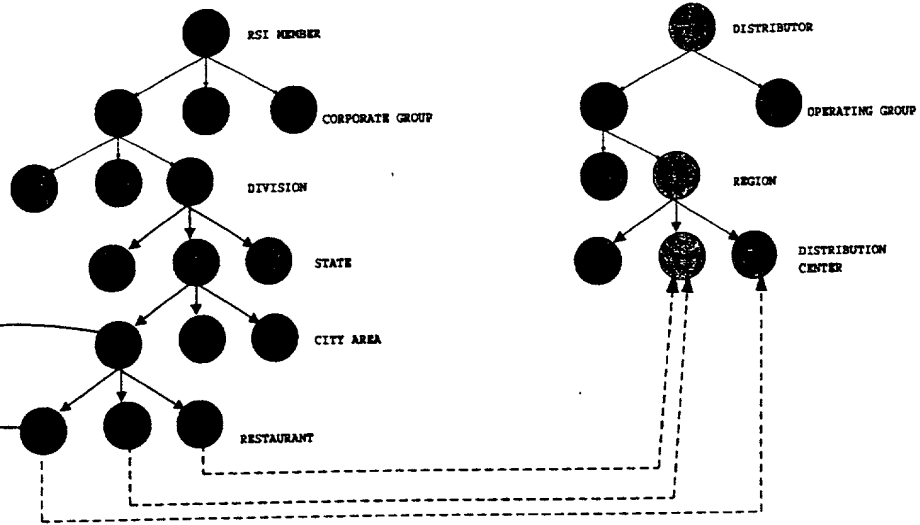 RSI MEMBER
DISTRIBUTOR
CORPORATE GROUP
OPERATING GROUP
DIVISION
REGION
STATE
DISTRIBUTION
CENTER
CITY AREA
RESTAURANT